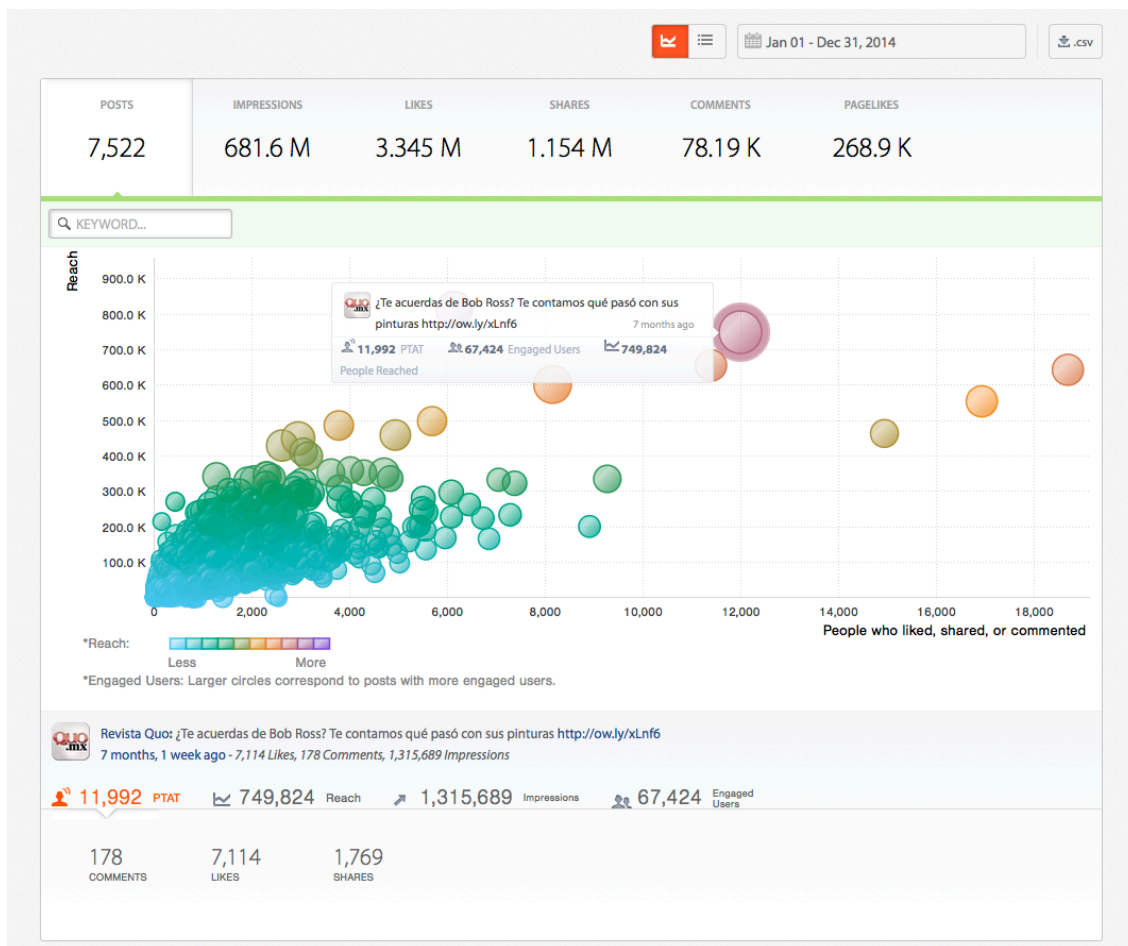 Jan 01 - Dec 31, 2014
.csv
POSTS IMPRESSIONS LIKES SHARES COMMENTS PAGELIKES
7,522 681.6 M 3.345 M 1.154 M 78.19 K 268.9 K
KEYWORD...
Reach
900.0 K
800.0 K
700.0 K
600.0 K
500.0 K
400.0 K
300.0 K
200.0 K
100.0 K
Quo .mx
¿Te acuerdas de Bob Ross? Te contamos qué pasó con sus
pinturas http://ow.ly/xLnf6 7 months ago
11,992 PTAT 67,424 Engaged Users 749,824
People Reached
0 2,000 4,000 6,000 8,000 10,000 12,000 14,000 16,000 18,000
People who liked, shared, or commented
*Reach:
Less More
*Engaged Users: Larger circles correspond to posts with more engaged users.
Quo .mx
Revista Quo: ¿Te acuerdas de Bob Ross? Te contamos qué pasó con sus pinturas http://ow.ly/xLnf6
7 months, 1 week ago - 7,114 Likes, 178 Comments, 1,315,689 Impressions
11,992 PTAT 749,824 Reach 1,315,689 Impressions 67,424 Engaged Users
178 7,114 1,769
COMMENTS LIKES SHARES